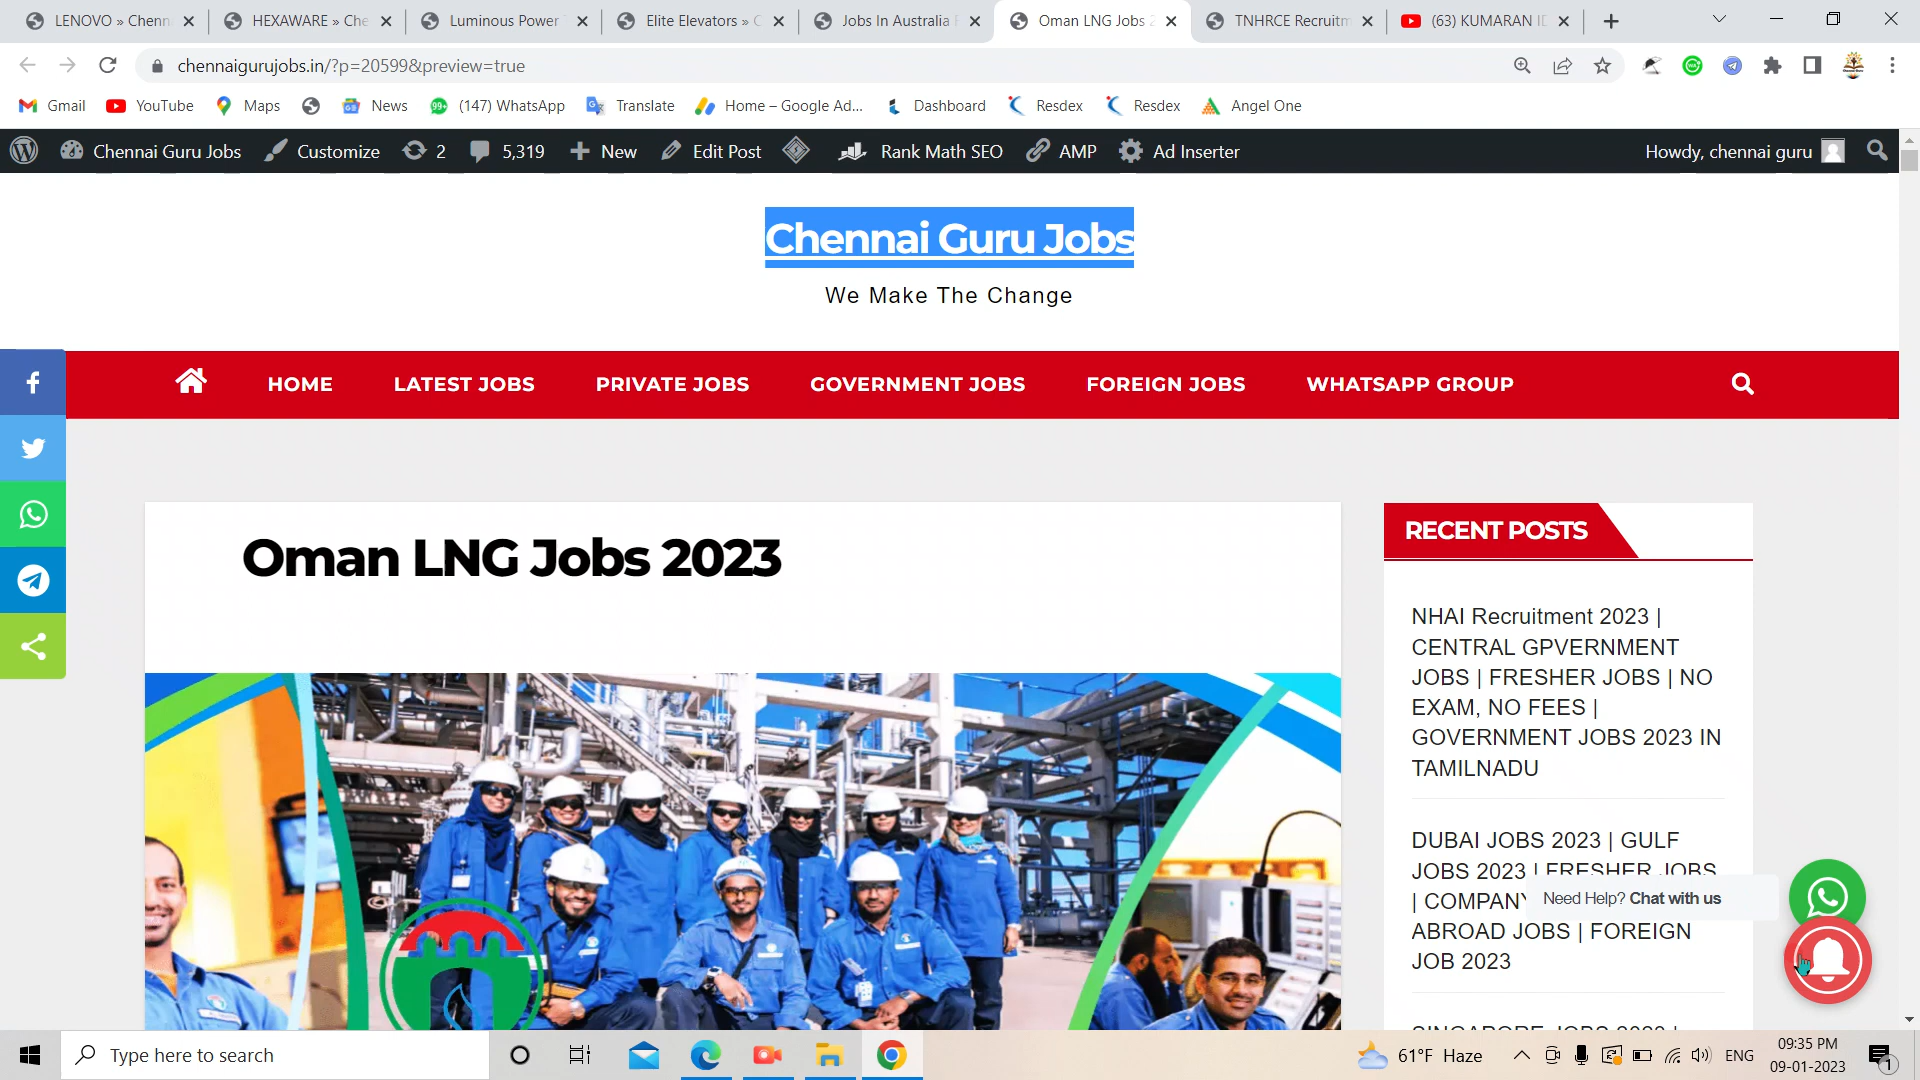 LENOVO » Chenn
HEXAWARE » Che
Luminous Power
Elite Elevators » C
Jobs In Australia
Oman LNG Jobs 2
TNHRCE Recruitm
(63) KUMARAN
chennaigurujobs.in/?p=20599&preview=true
Gmail
YouTube
Maps
News
99+
(147) WhatsApp
Translate
Home – Google Ad...
Dashboard
Resdex
Resdex
Angel One
Chennai Guru Jobs
Customize
2
5,319
New
Edit Post
Rank Math SEO
AMP
Ad Inserter
Howdy, chennai guru
Chennai Guru Jobs
We Make The Change
HOME
LATEST JOBS
PRIVATE JOBS
GOVERNMENT JOBS
FOREIGN JOBS
WHATSAPP GROUP
Oman LNG Jobs 2023
RECENT POSTS
NHAI Recruitment 2023 |
CENTRAL GPVERNMENT
JOBS | FRESHER JOBS | NO
EXAM, NO FEES |
GOVERNMENT JOBS 2023 IN
TAMILNADU
DUBAI JOBS 2023 | GULF
JOBS 2023 | FRESHER JOBS
| COMPANY
ABROAD JOBS | FOREIGN
JOB 2023
SINGAPORE JOBS 2023 |
Need Help? Chat with us
Type here to search
61°F Haze
ENG
09:35 PM
09-01-2023
1